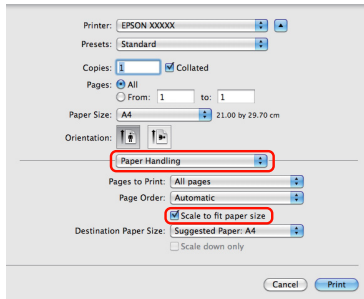 Printer: EPSON XXXXX
Presets: Standard
Copies: 1 Collated
Pages: All
From: 1 to: 1
Paper Size: A4 21.00 by 29.70 cm
Orientation:
Paper Handling
Pages to Print: All pages
Page Order: Automatic
Scale to fit paper size
Destination Paper Size: Suggested Paper: A4
Scale down only
Cancel Print